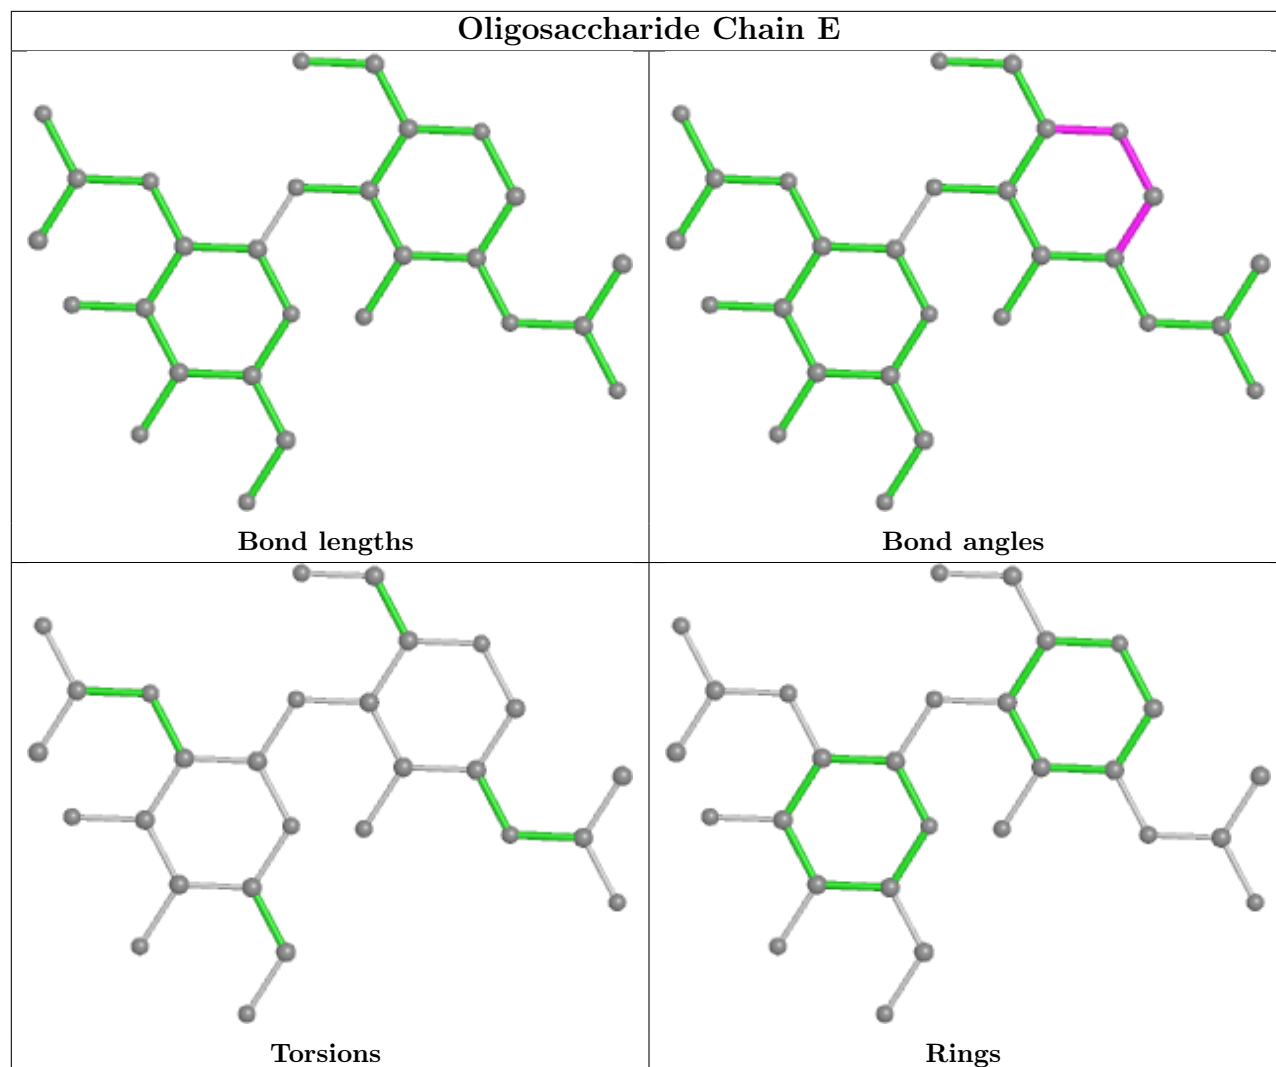 Oligosaccharide Chain E
Bond lengths
Bond angles
Torsions
Rings